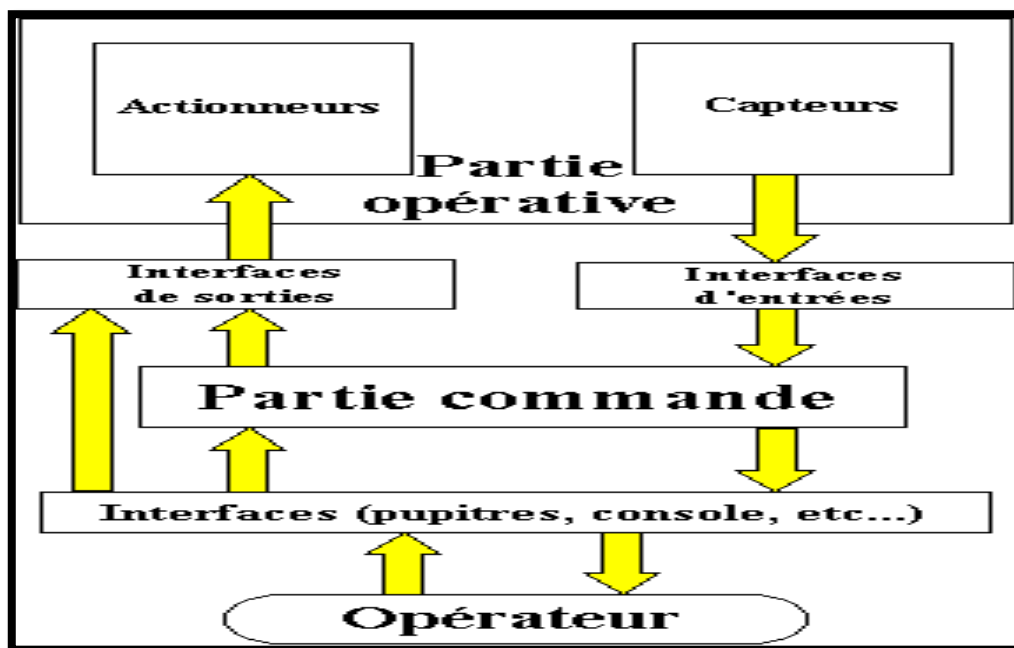 Actionneurs
Capteurs
Partie
opérative
Interfaces
de sorties
Interfaces
d'entrées
Partie commande
Interfaces (pupitres, console, etc...)
Opérateur